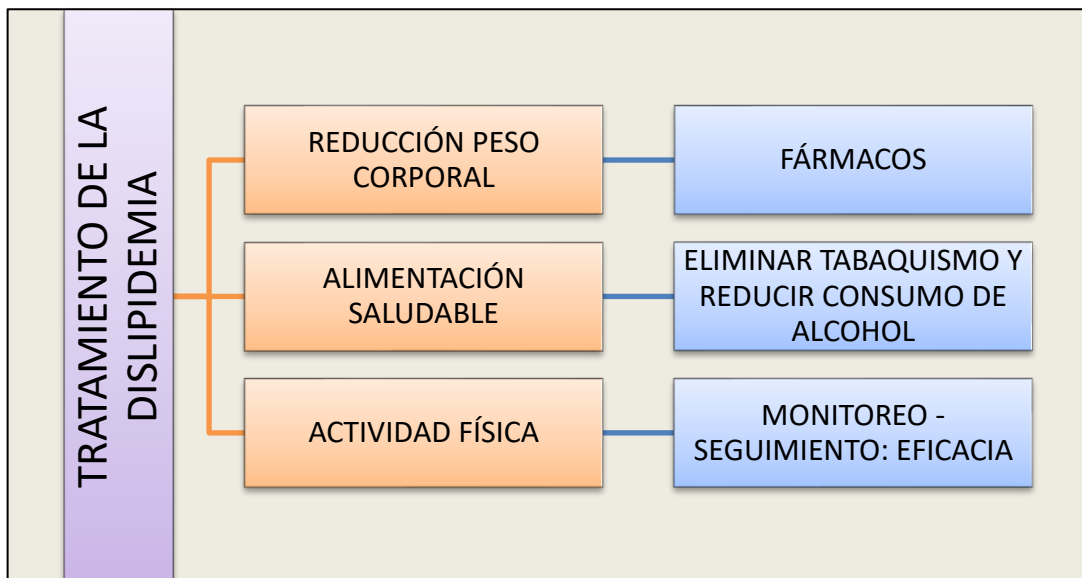 TRATAMIENTO DE LA
DISLIPIDEMIA
REDUCCIÓN PESO
CORPORAL
FÁRMACOS
ALIMENTACIÓN
SALUDABLE
ELIMINAR TABAQUISMO Y
REDUCIR CONSUMO DE
ALCOHOL
ACTIVIDAD FÍSICA
MONITOREO -
SEGUIMIENTO: EFICACIA